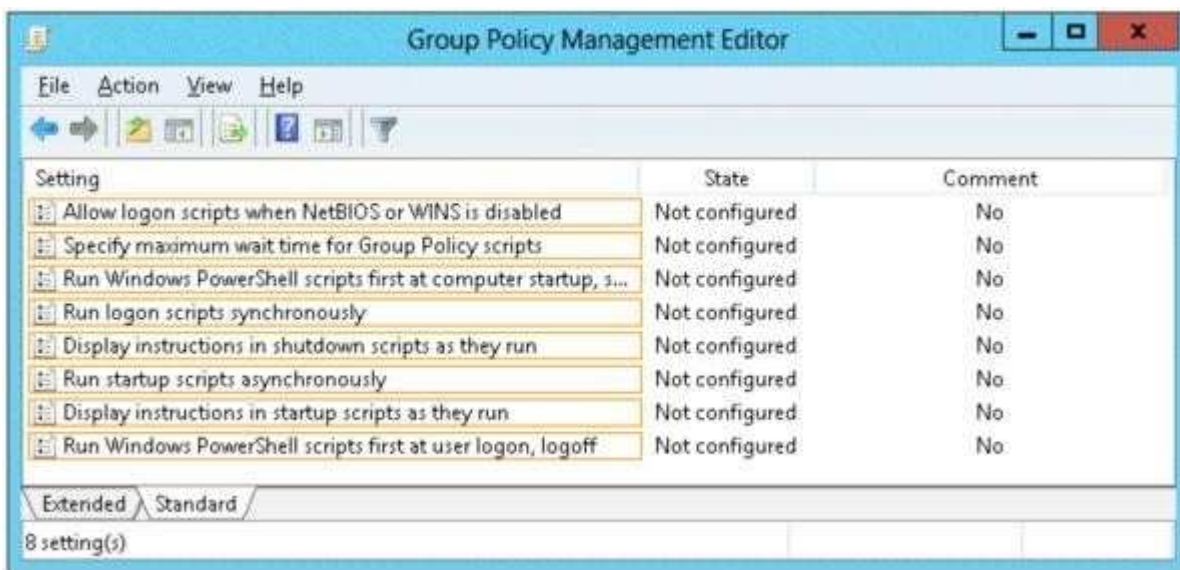 Group Policy Management Editor
File Action View Help
Setting State Comment
Allow logon scripts when NetBIOS or WINS is disabled Not configured No
Specify maximum wait time for Group Policy scripts Not configured No
Run Windows PowerShell scripts first at computer startup, s... Not configured No
Run logon scripts synchronously Not configured No
Display instructions in shutdown scripts as they run Not configured No
Run startup scripts asynchronously Not configured No
Display instructions in startup scripts as they run Not configured No
Run Windows PowerShell scripts first at user logon, logoff Not configured No
Extended Standard
8 setting(s)